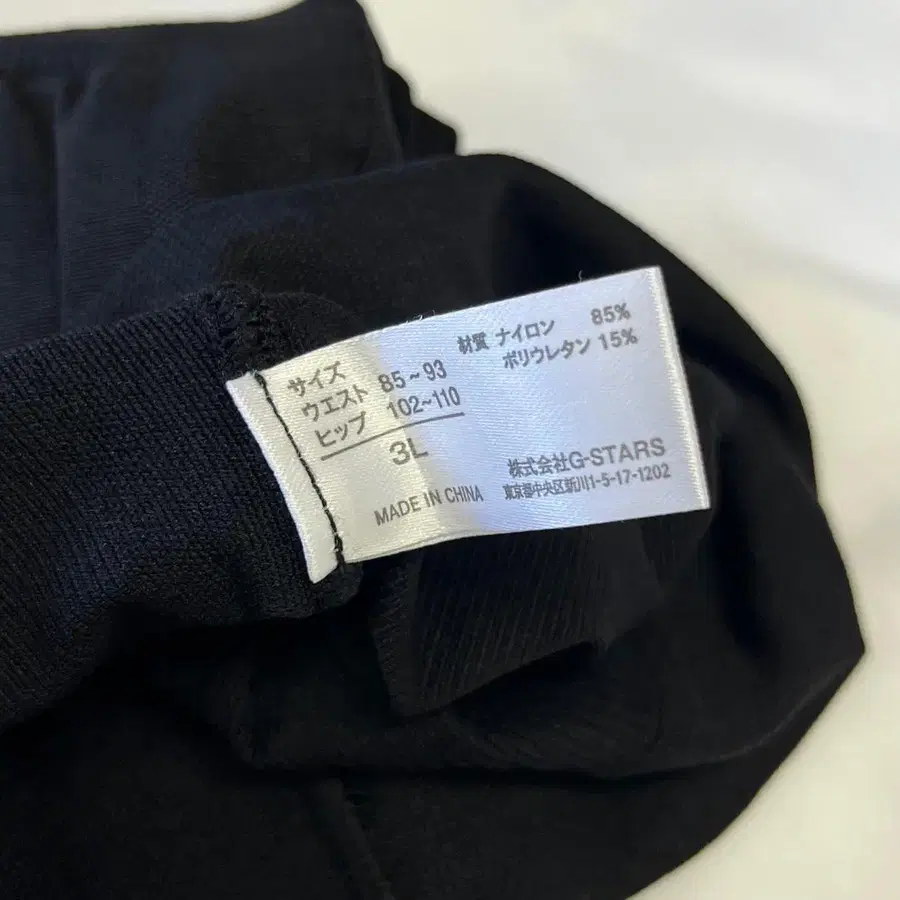 サイズ
ウエスト 85~93
ヒップ 102~110
3L
MADE IN CHINA
材質 ナイロン 85%
ポリウレタン 15%
株式会社G-STARS
東京都中央区新川1-5-17-1202